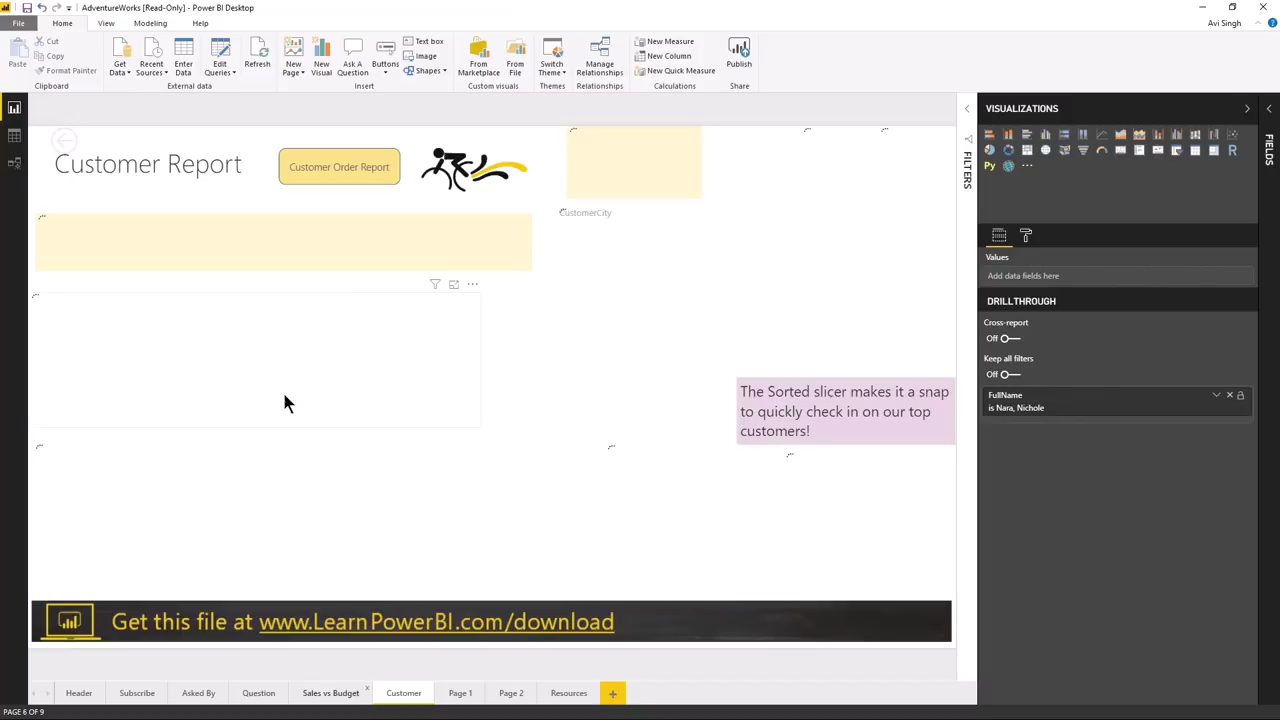 AdventureWorks [Read-Only] - Power BI Desktop
File
Home
View
Modeling
Help
Avi Singh
Paste
Cut
Copy
Format Painter
Clipboard
Get
Data
Recent
Sources
Enter
Data
Edit
Queries
External data
Refresh
New
Page
New
Visual
Ask A
Question
Buttons
Text box
Image
Shapes
Insert
From
Marketplace
From
File
Custom visuals
Switch
Theme
Themes
Manage
Relationships
Relationships
New Measure
New Column
New Quick Measure
Calculations
Publish
Share
Customer Report
Customer Order Report
CustomerCity
The Sorted slicer makes it a snap
to quickly check in on our top
customers!
Get this file at www.LearnPowerBI.com/download
FILTERS
VISUALIZATIONS
R
Py
Values
Add data fields here
DRILLTHROUGH
Cross-report
Off
Keep all filters
Off
FullName
is Nara, Nichole
FIELDS
Header
Subscribe
Asked By
Question
Sales vs Budget
Customer
Page 1
Page 2
Resources
PAGE 6 OF 9